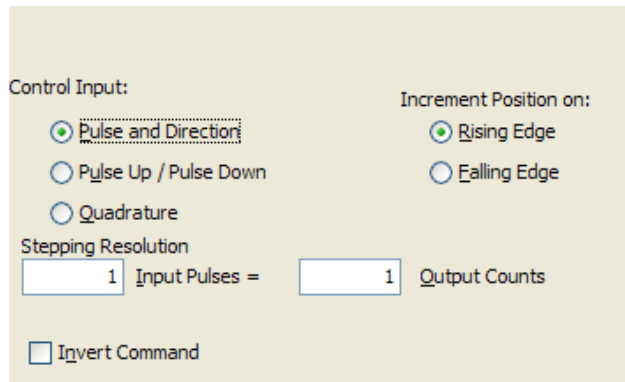 Control Input:
Increment Position on:
Pulse and Direction
Rising Edge
Pulse Up / Pulse Down
Falling Edge
Quadrature
Stepping Resolution
1 Input Pulses = 1 Output Counts
Invert Command